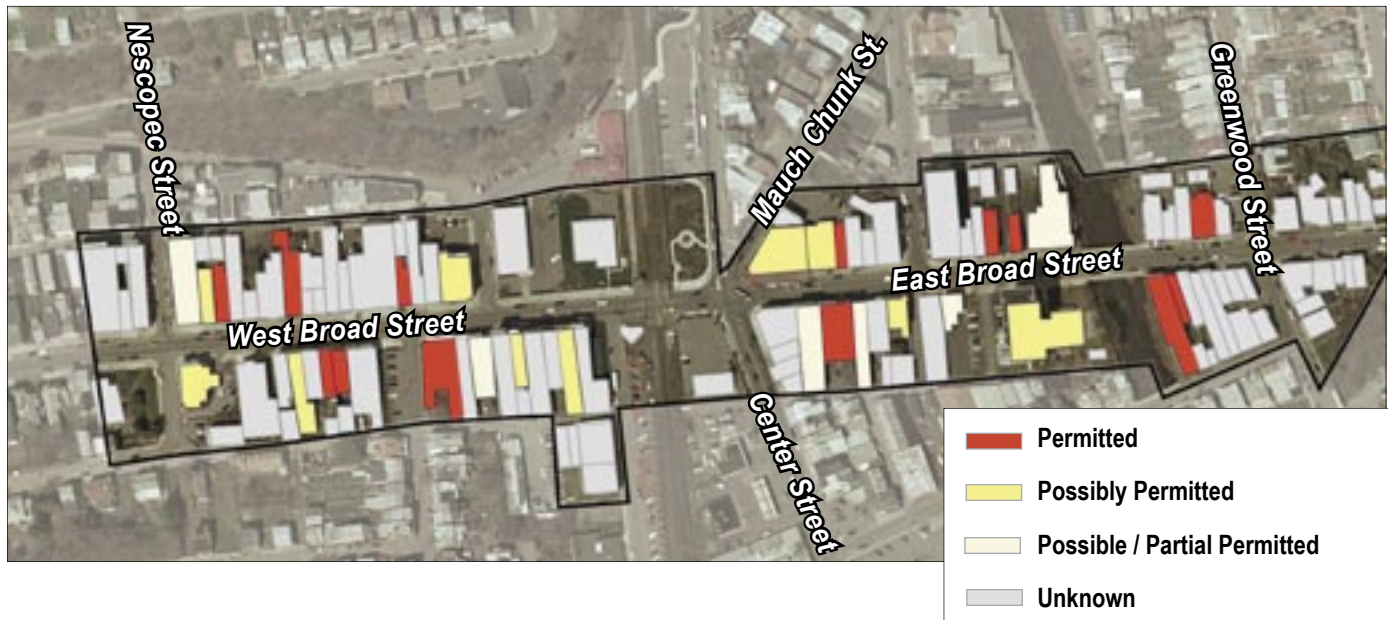 Nescopec Street
Mauch Chunk St.
Greenwood Street
East Broad Street
West Broad Street
Center Street
Permitted
Possibly Permitted
Possible / Partial Permitted
Unknown